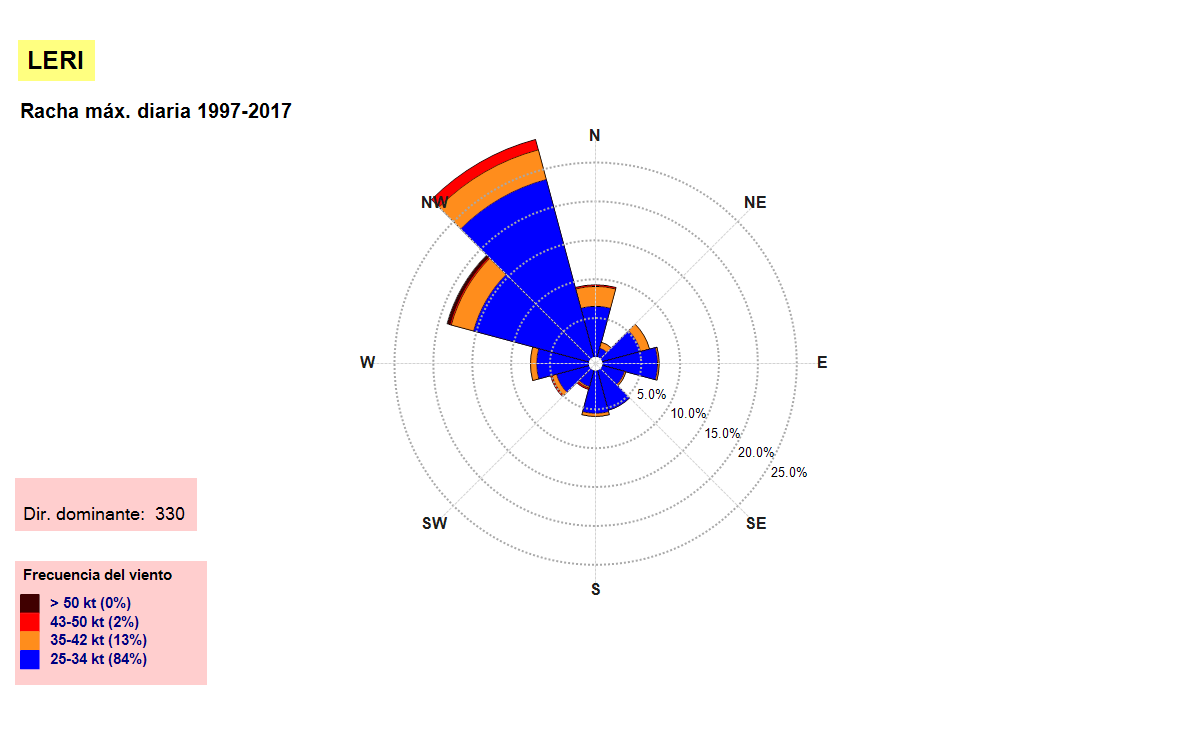 LERI
Racha máx. diaria 1997-2017
N
NW
NE
W
E
5.0%
10.0%
15.0%
20.0%
25.0%
SW
SE
S
Dir. dominante: 330
Frecuencia del viento
> 50 kt (0%)
43-50 kt (2%)
35-42 kt (13%)
25-34 kt (84%)